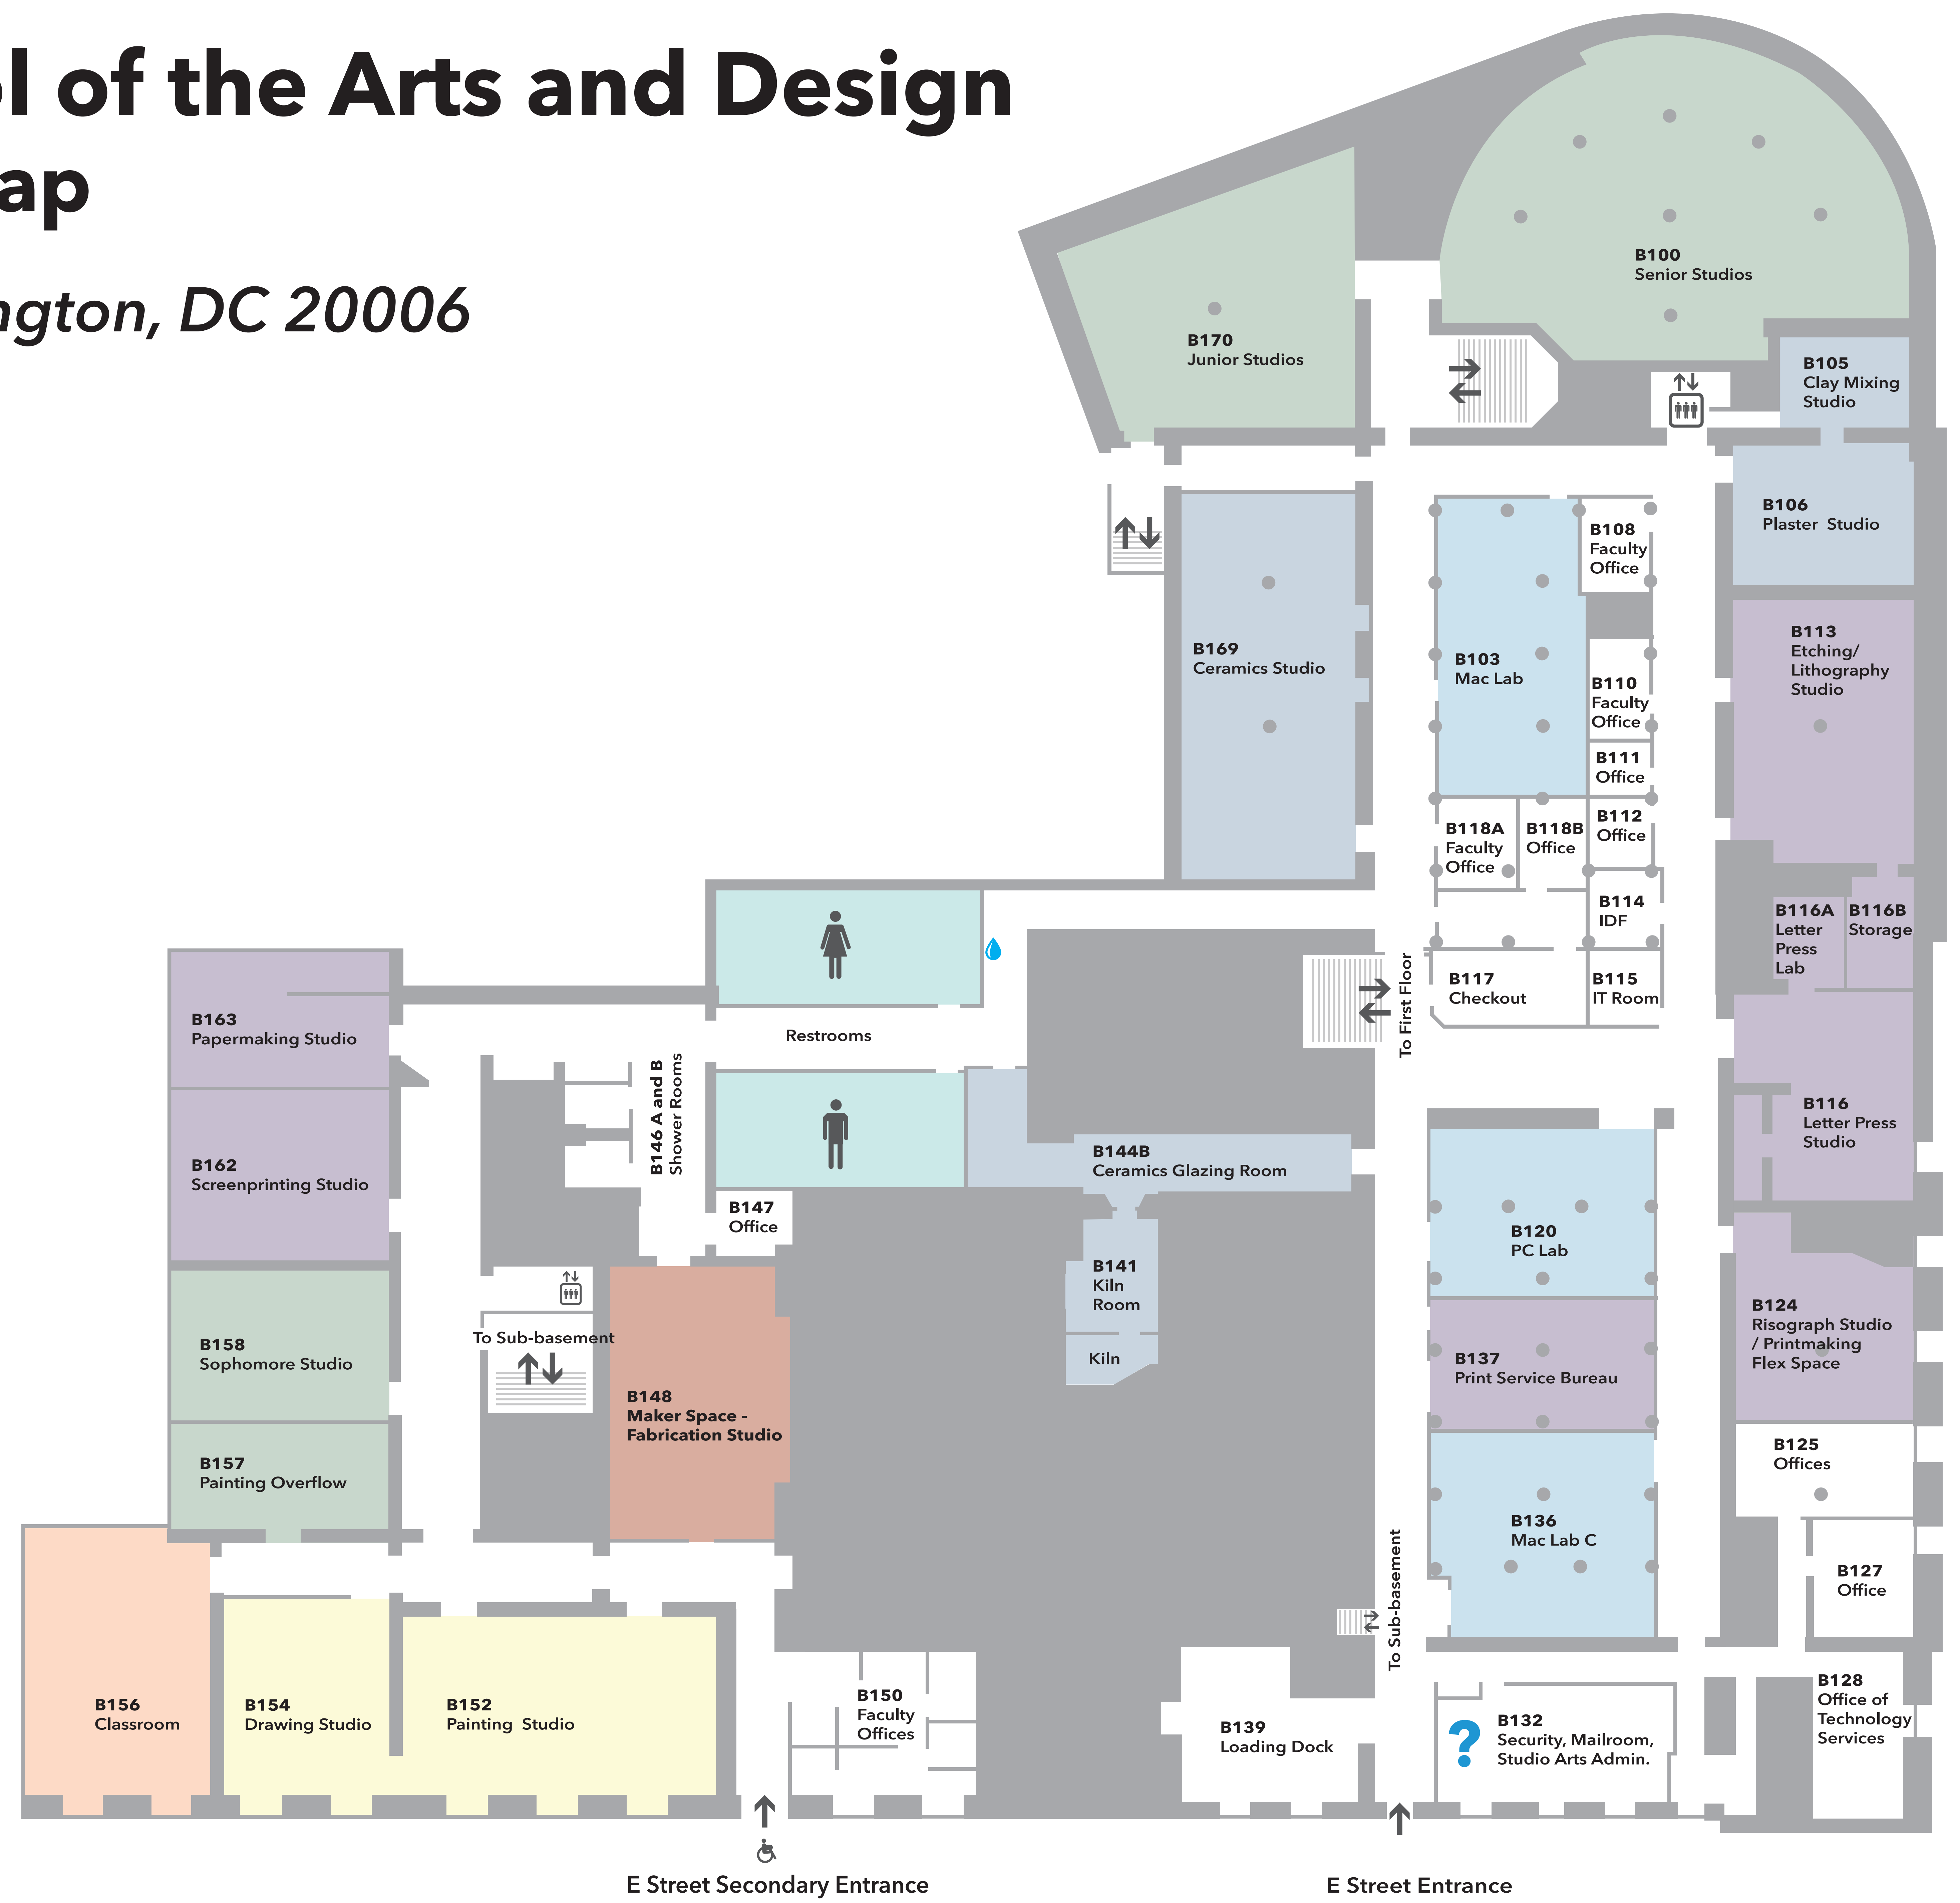 ol of the Arts and Design
ap
ngton, DC 20006
B100
Senior Studios
B170
Junior Studios
B105
Clay Mixing
Studio
B106
Plaster Studio
B108
Faculty
Office
B169
Ceramics Studio
B103
Mac Lab
B113
Etching/
Lithography
Studio
B110
Faculty
Office
B111
Office
B112
Office
B118A
Faculty
Office
B118B
Office
B114
IDF
B116A
Letter
Press
Lab
B116B
Storage
B117
Checkout
B115
IT Room
To First Floor
B163
Papermaking Studio
Restrooms
B146 A and B
Shower Rooms
B162
Screenprinting Studio
B144B
Ceramics Glazing Room
B116
Letter Press
Studio
B147
Office
B120
PC Lab
B141
Kiln
Room
Kiln
B124
Risograph Studio
/ Printmaking
Flex Space
B158
Sophomore Studio
To Sub-basement
B137
Print Service Bureau
B148
Maker Space -
Fabrication Studio
B157
Painting Overflow
B125
Offices
B136
Mac Lab C
B127
Office
To Sub-basement
B156
Classroom
B154
Drawing Studio
B152
Painting Studio
B150
Faculty
Offices
B139
Loading Dock
?
B132
Security, Mailroom,
Studio Arts Admin.
B128
Office of
Technology
Services
E Street Secondary Entrance
E Street Entrance